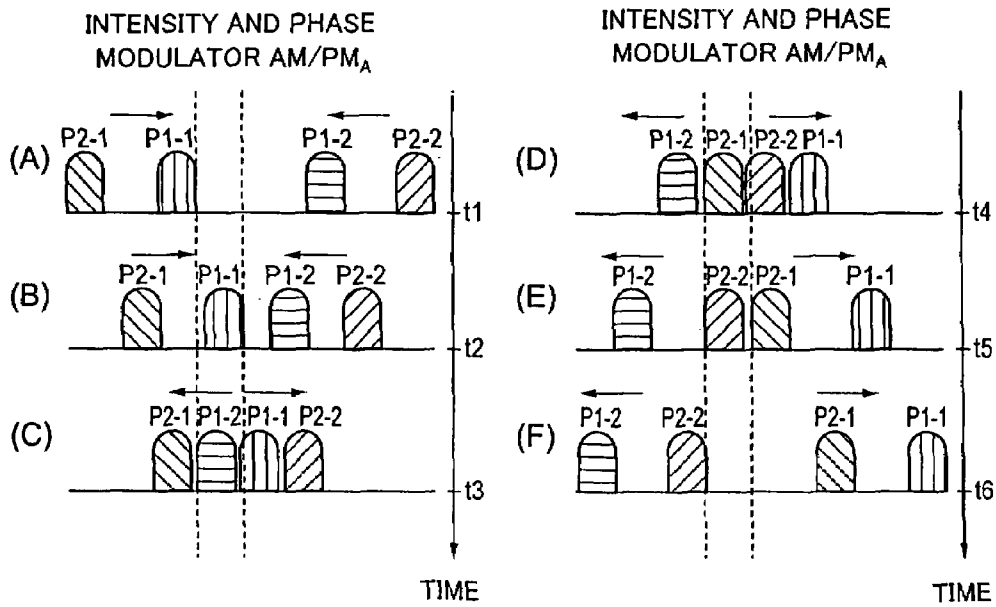 INTENSITY AND PHASE
MODULATOR AM/PMA
(A)
P2-1 P1-1 P1-2 P2-2
t1
(B)
P2-1 P1-1 P1-2 P2-2
t2
(C)
P2-1 P1-2 P1-1 P2-2
t3
TIME
INTENSITY AND PHASE
MODULATOR AM/PMA
(D)
P1-2 P2-1 P2-2 P1-1
t4
(E)
P1-2 P2-2 P2-1 P1-1
t5
(F)
P1-2 P2-2 P2-1 P1-1
t6
TIME